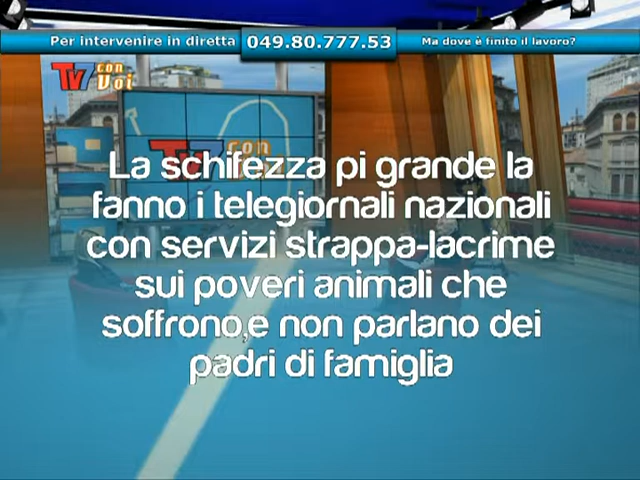 Per intervenire in diretta 049.80.777.53 Ma dove è finito il lavoro?
TV7 con Voi
TV7 con
La schifezza pi grande la
fanno i telegiornali nazionali
con servizi strappa-lacrime
sui poveri animali che
soffrono,e non parlano dei
padri di famiglia